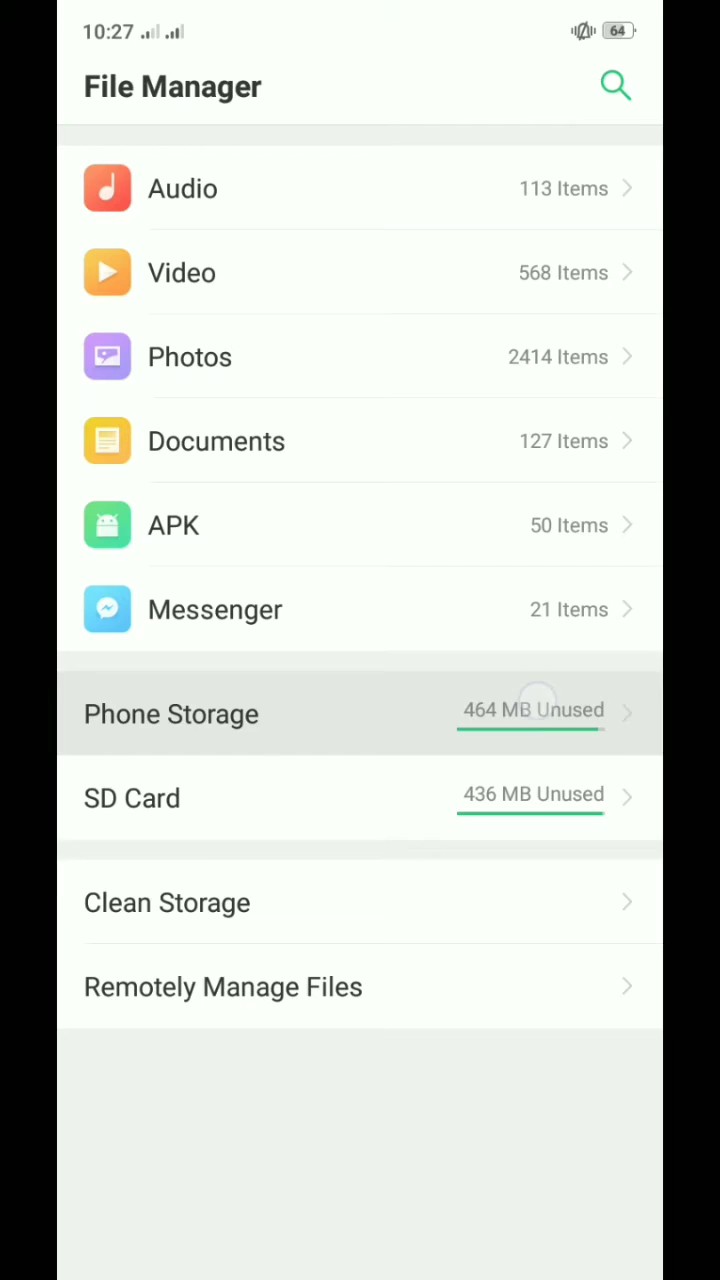 10:27 64
File Manager
Audio 113 Items
Video 568 Items
Photos 2414 Items
Documents 127 Items
APK 50 Items
Messenger 21 Items
Phone Storage 464 MB Unused
SD Card 436 MB Unused
Clean Storage
Remotely Manage Files